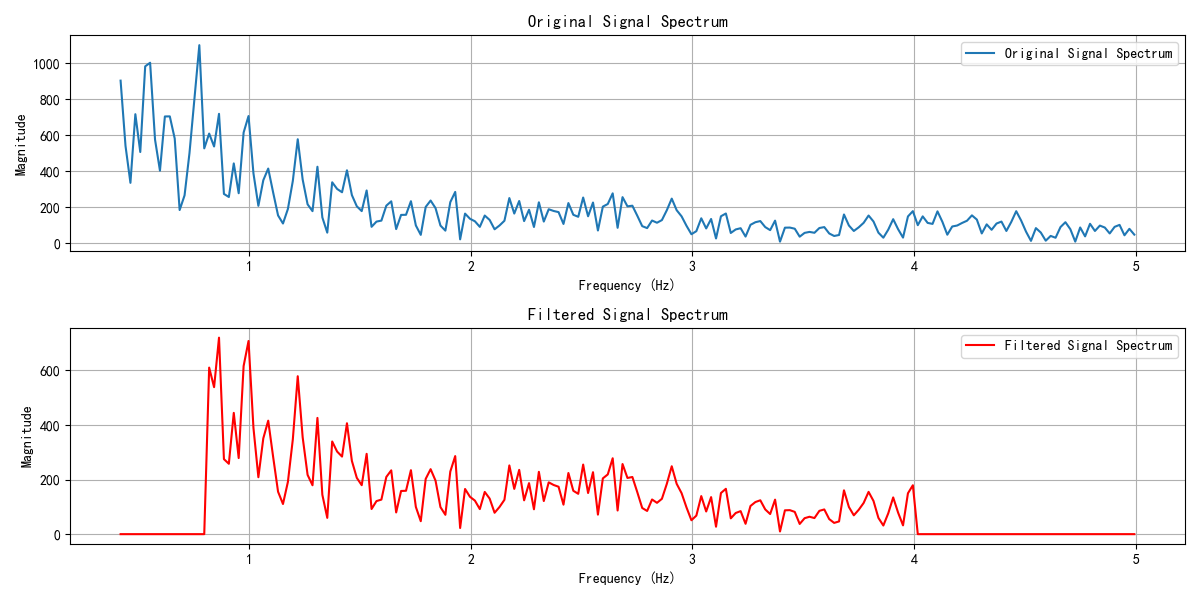 Original Signal Spectrum
Original Signal Spectrum
Magnitude
1000
800
600
400
200
0
1 2 3 4 5
Frequency (Hz)
Filtered Signal Spectrum
Filtered Signal Spectrum
Magnitude
600
400
200
0
1 2 3 4 5
Frequency (Hz)